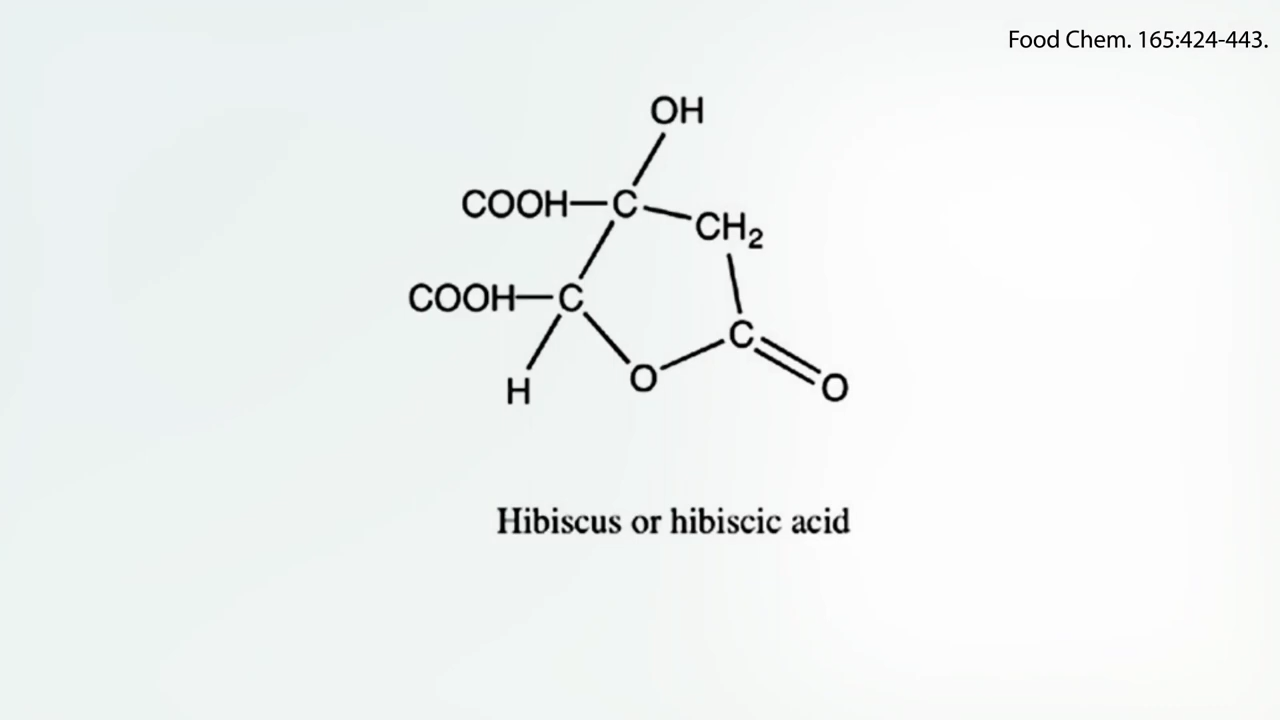 Food Chem. 165:424-443.
OH
COOH C
CH₂
COOH C
C
H
O
O
Hibiscus or hibiscic acid